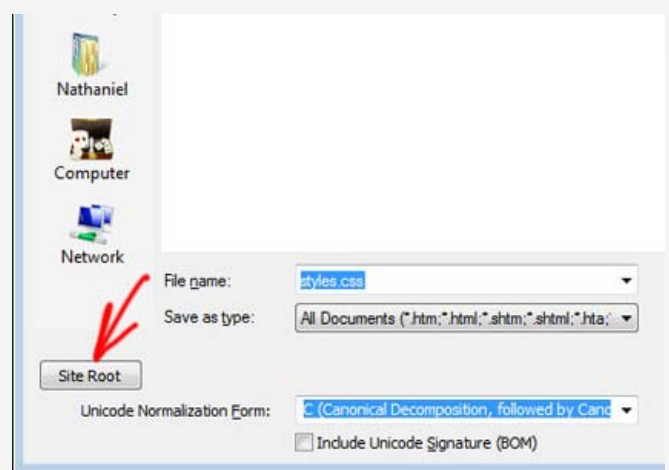 Nathaniel
Computer
Network
File name: styles.css
Save as type: All Documents (*.htm;*.html;*.shtm;*.shtml;*.hta;
Site Root
Unicode Normalization Form: C (Canonical Decomposition, followed by
Include Unicode Signature (BOM)